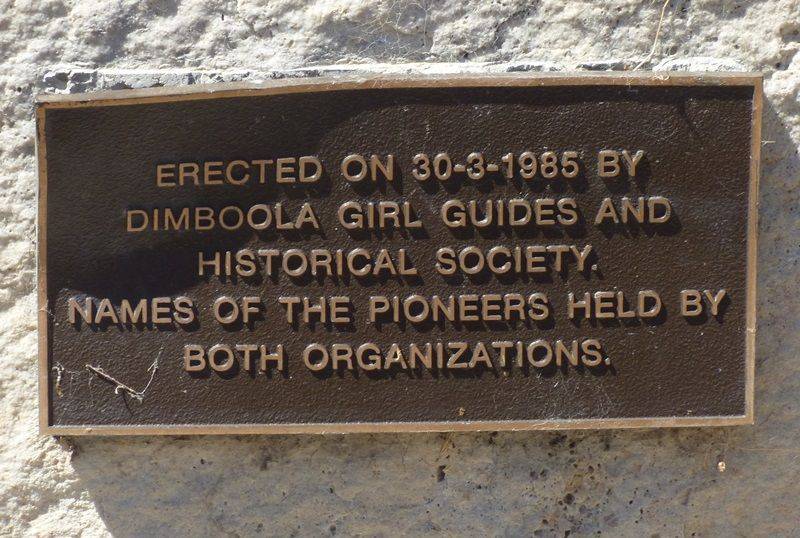 ERECTED ON 30-3-1985 BY
DIMBOOLA GIRL GUIDES AND
HISTORICAL SOCIETY.
NAMES OF THE PIONEERS HELD BY
BOTH ORGANIZATIONS.